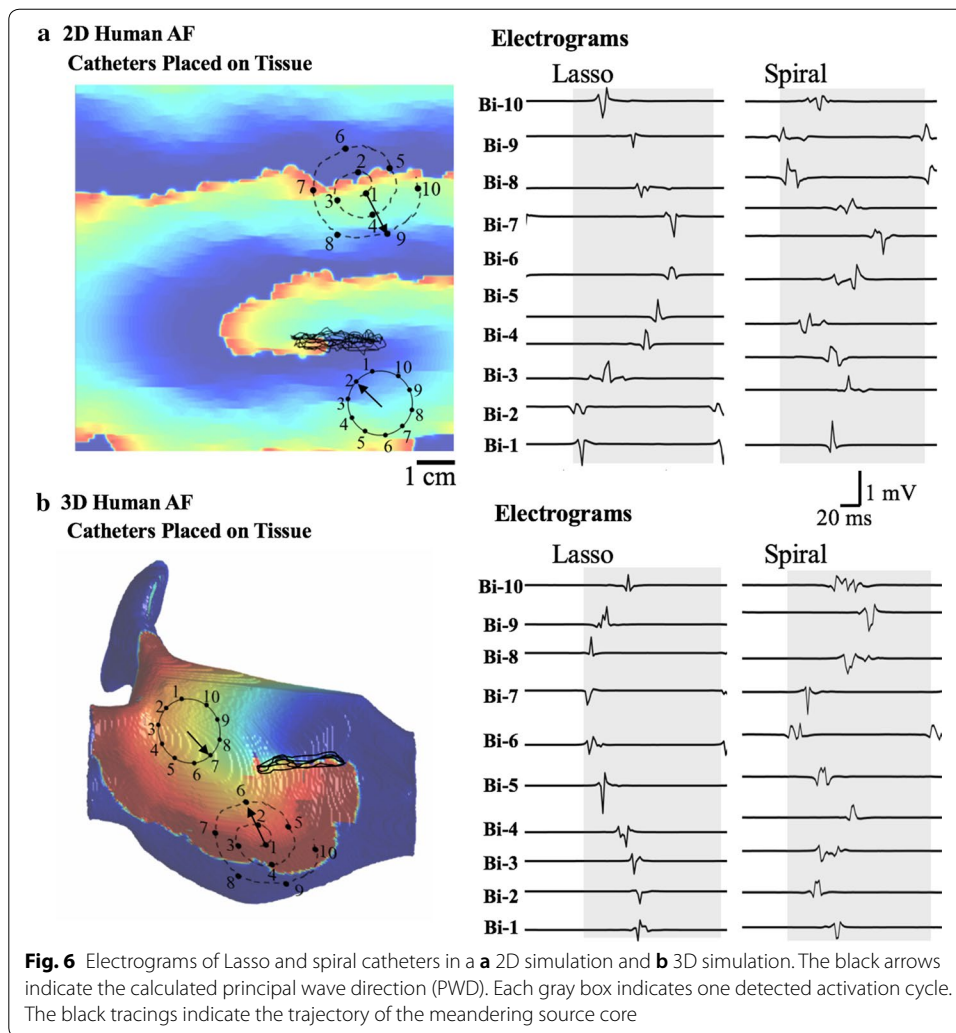 a 2D Human AF
Catheters Placed on Tissue
6
2
5
7
3
1
10
4
8
9
1
10
2
9
3
8
4
7
5
6
1 cm
Electrograms
Lasso
Spiral
Bi-10
Bi-9
Bi-8
Bi-7
Bi-6
Bi-5
Bi-4
Bi-3
Bi-2
Bi-1
1 mV
20 ms
b 3D Human AF
Catheters Placed on Tissue
1
10
2
9
3
8
4
7
5
6
6
2
5
7
3
1
10
4
8
9
Electrograms
Lasso
Spiral
Bi-10
Bi-9
Bi-8
Bi-7
Bi-6
Bi-5
Bi-4
Bi-3
Bi-2
Bi-1
Fig. 6 Electrograms of Lasso and spiral catheters in a a 2D simulation and b 3D simulation. The black arrows
indicate the calculated principal wave direction (PWD). Each gray box indicates one detected activation cycle.
The black tracings indicate the trajectory of the meandering source core